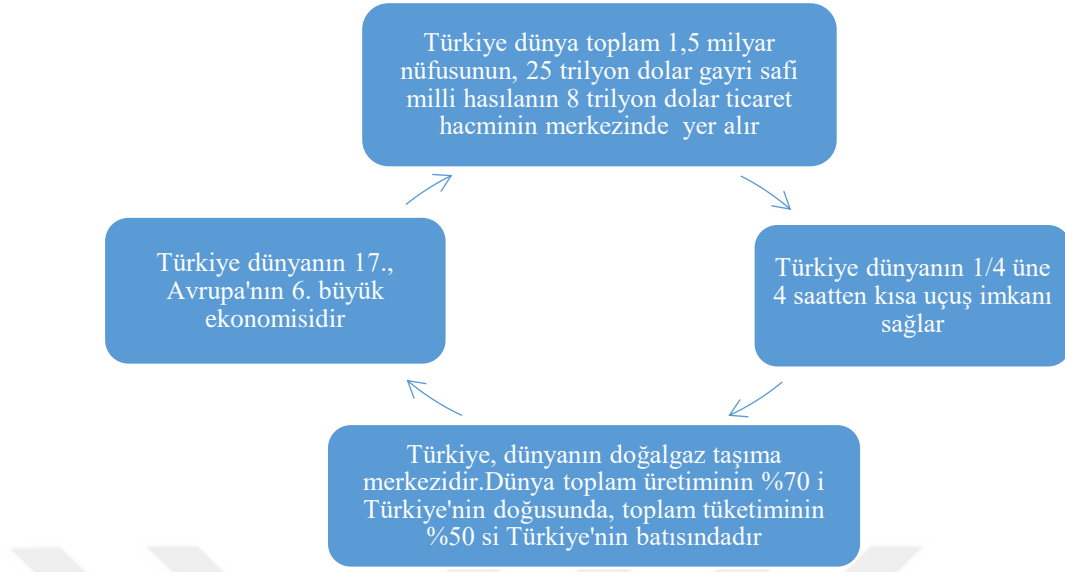 Türkiye dünya toplam 1,5 milyar
nüfusunun, 25 trilyon dolar gayri safi
milli hasılanın 8 trilyon dolar ticaret
hacminin merkezinde yer alır
Türkiye dünyanın 1/4 üne
4 saatten kısa uçuş imkanı
sağlar
Türkiye, dünyanın doğalgaz taşıma
merkezidir.Dünya toplam üretiminin %70 i
Türkiye'nin doğusunda, toplam tüketiminin
%50 si Türkiye'nin batısındadır
Türkiye dünyanın 17.,
Avrupa'nın 6. büyük
ekonomisidir